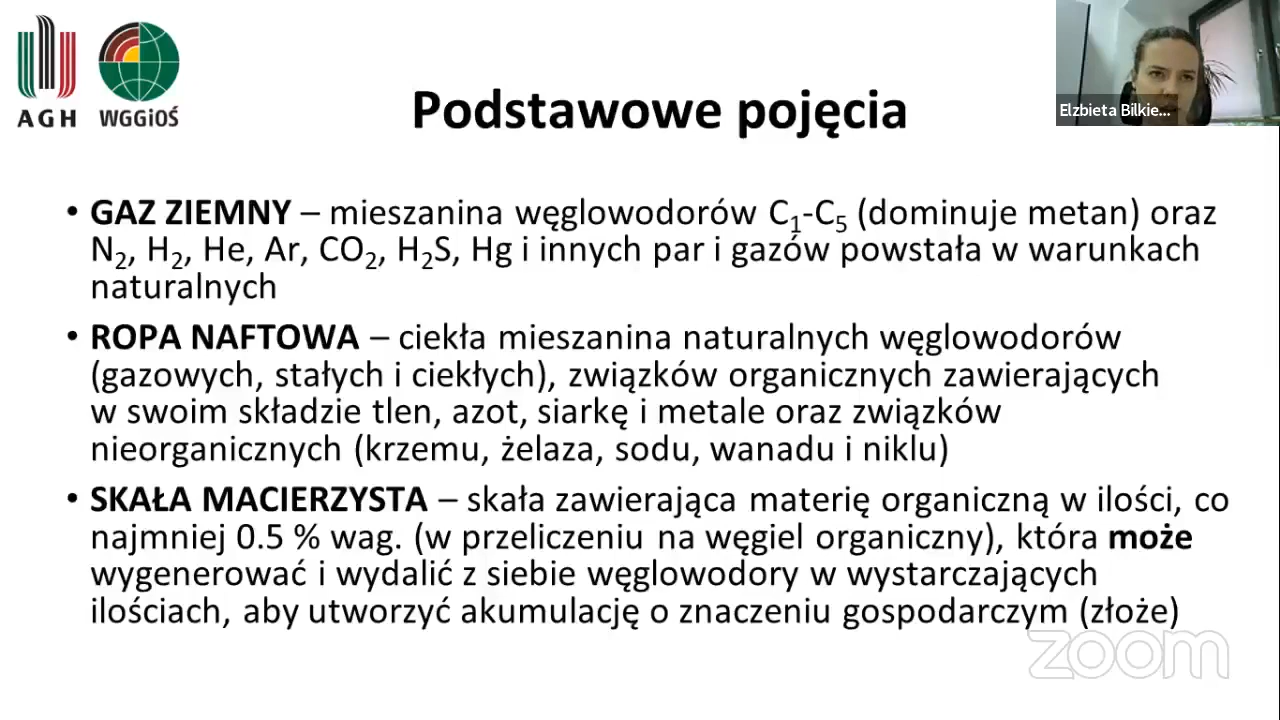 AGH
WGGiOŚ
Podstawowe pojęcia
Elzbieta Bilkie...
• GAZ ZIEMNY – mieszanina węglowodorów C₁-C₅ (dominuje metan) oraz
N₂, H₂, He, Ar, CO₂, H₂S, Hg i innych par i gazów powstała w warunkach
naturalnych
• ROPA NAFTOWA – ciekła mieszanina naturalnych węglowodorów
(gazowych, stałych i ciekłych), związków organicznych zawierających
w swoim składzie tlen, azot, siarkę i metale oraz związków
nieorganicznych (krzemu, żelaza, sodu, wanadu i niklu)
• SKAŁA MACIERZYSTA – skała zawierająca materię organiczną w ilości, co
najmniej 0.5 % wag. (w przeliczeniu na węgiel organiczny), która może
wygenerować i wydalić z siebie węglowodory w wystarczających
ilościach, aby utworzyć akumulację o znaczeniu gospodarczym (złoże)
zoom